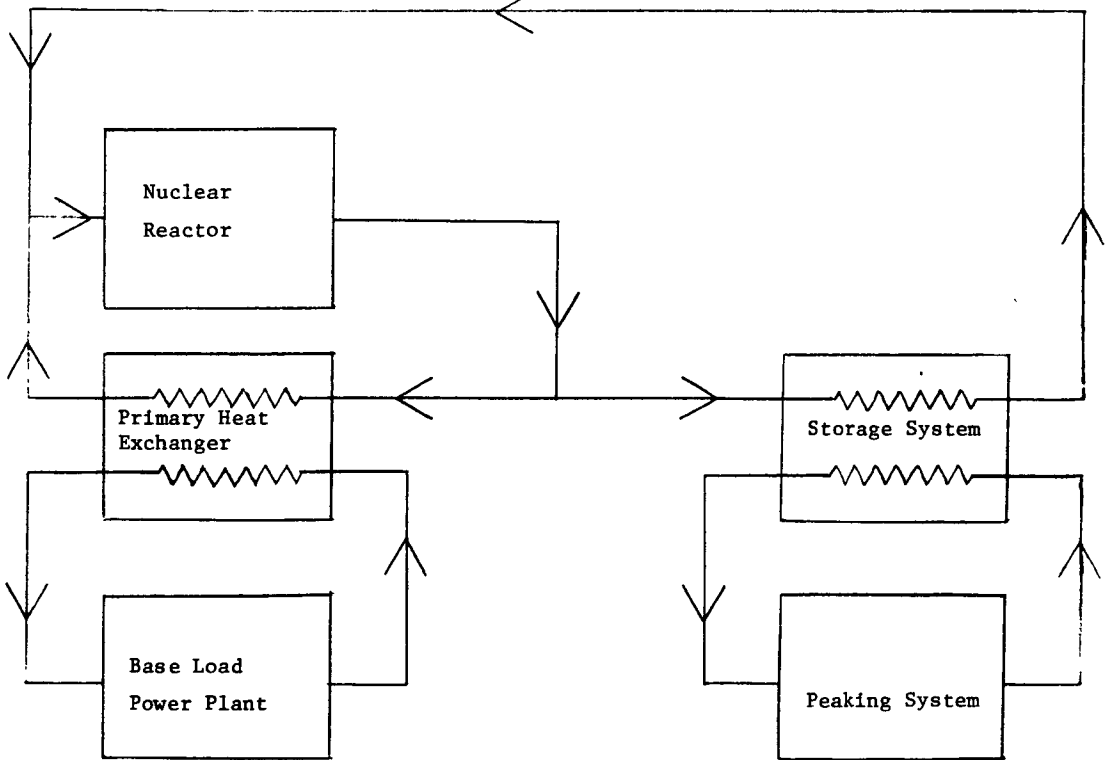 Nuclear
Reactor
Primary Heat
Exchanger
Storage System
Base Load
Power Plant
Peaking System